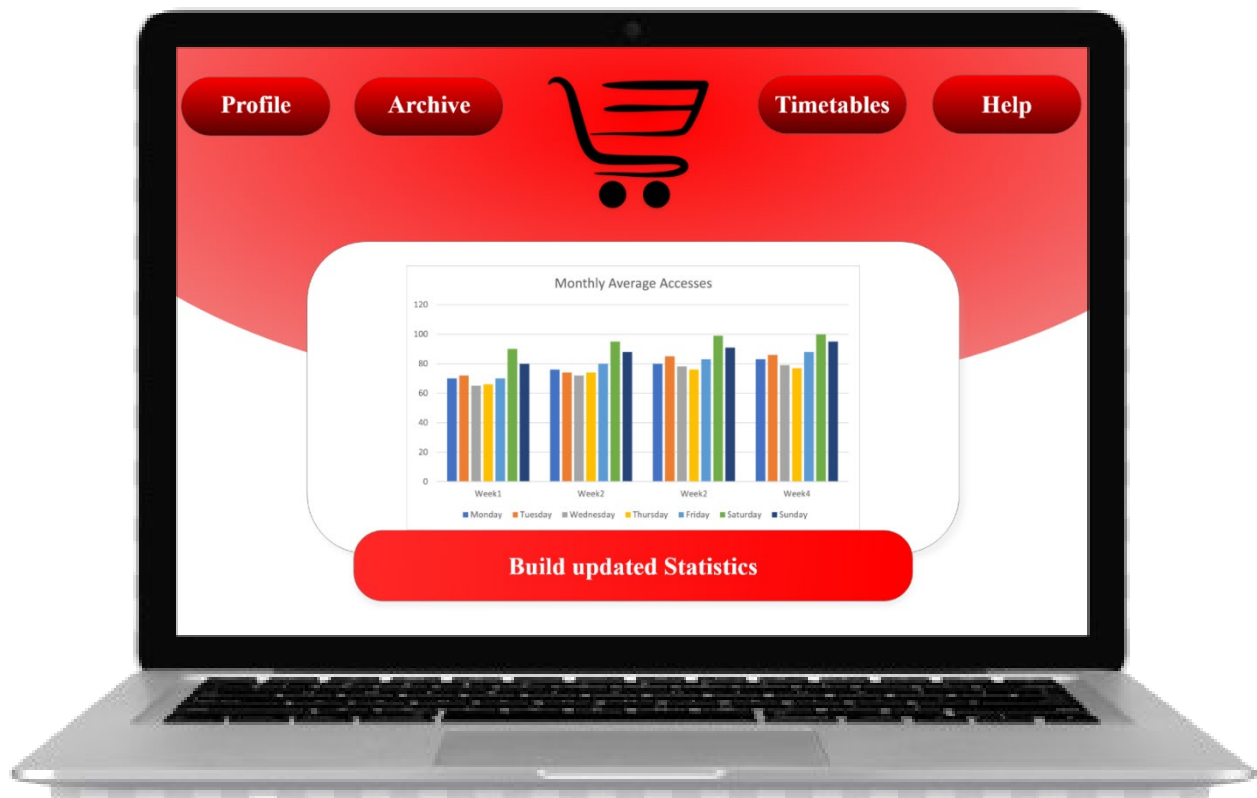 Profile Archive Timetables Help
Monthly Average Accesses
120
100
80
60
40
20
0
Week1 Week2 Week2 Week4
Monday Tuesday Wednesday Thursday Friday Saturday Sunday
Build updated Statistics